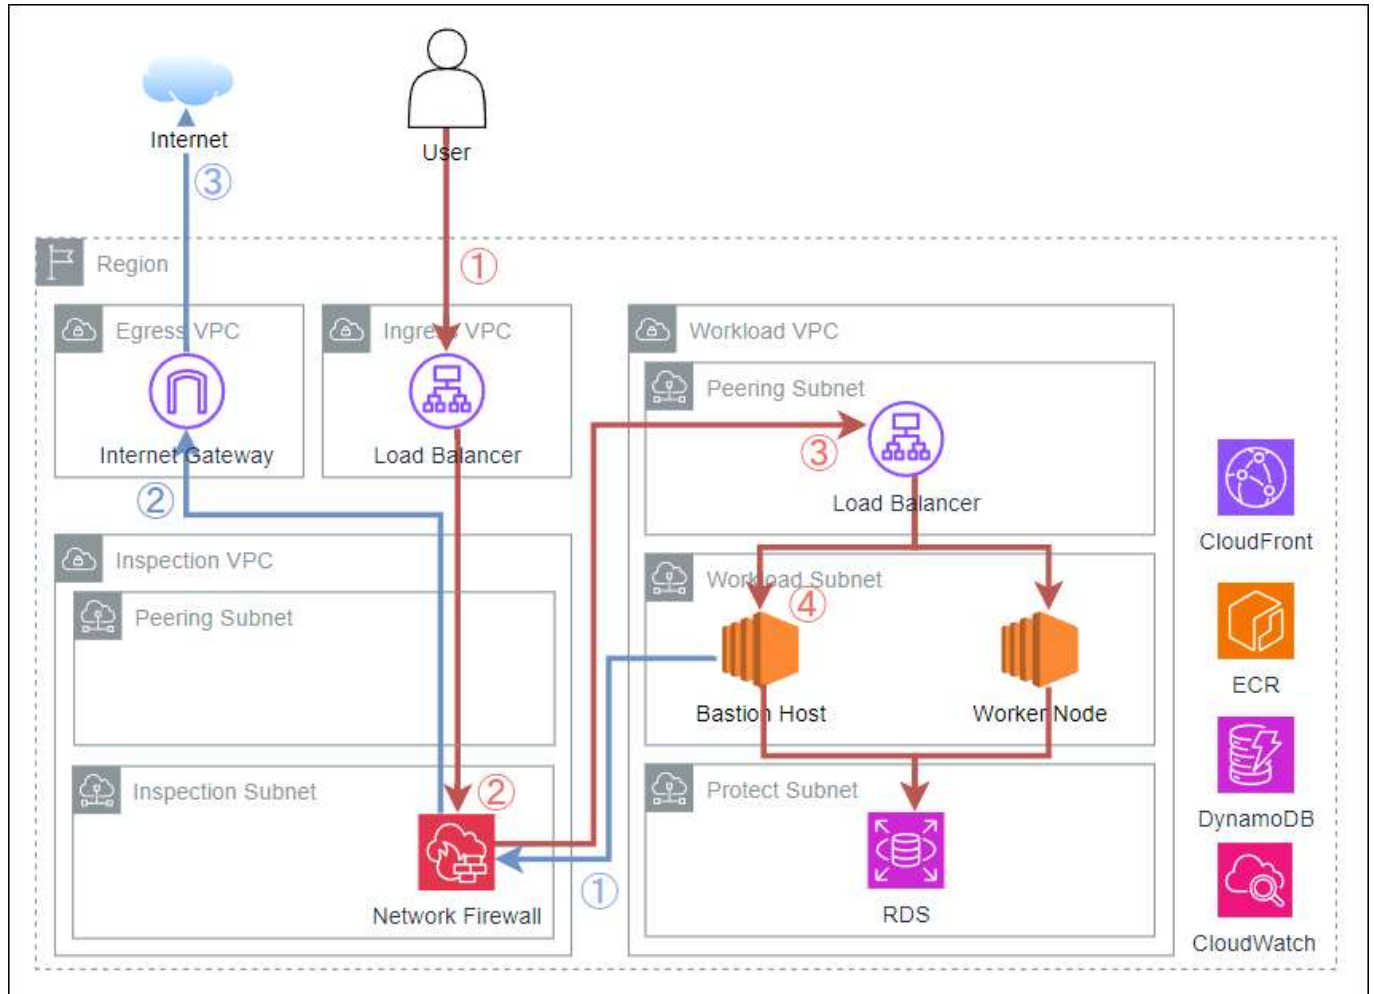 Internet
User
③
①
Region
Egress VPC
Ingress VPC
Workload VPC
Peering Subnet
Internet Gateway
Load Balancer
③
Load Balancer
②
CloudFront
Inspection VPC
Workload Subnet
④
Peering Subnet
ECR
Bastion Host
Worker Node
Inspection Subnet
②
Protect Subnet
DynamoDB
①
Network Firewall
RDS
CloudWatch